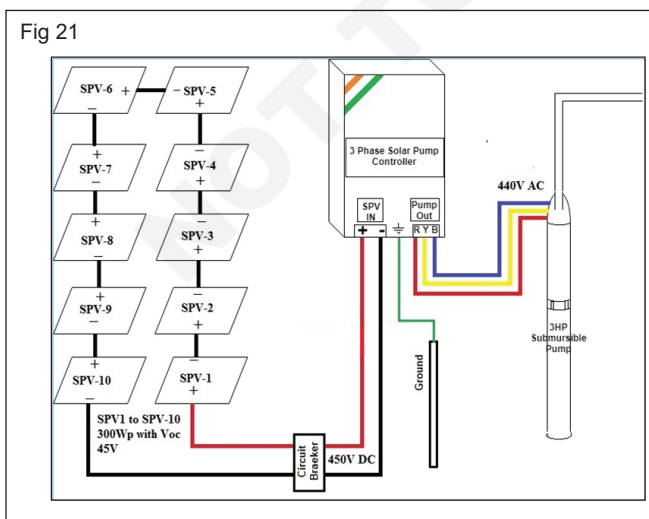 Fig 21
SPV-6
+
−
− SPV-5
+
+
SPV-7
−
−
SPV-4
+
+
SPV-8
−
−
SPV-3
+
+
SPV-9
−
−
SPV-2
+
+
SPV-10
−
−
SPV-1
+
SPV1 to SPV-10
300Wp with Voc
45V
Circuit
Braeker
450V DC
3 Phase Solar Pump
Controller
SPV
IN
+ -
Pump
Out
R Y B
Ground
440V AC
3HP
Submursible
Pump
NOT TO